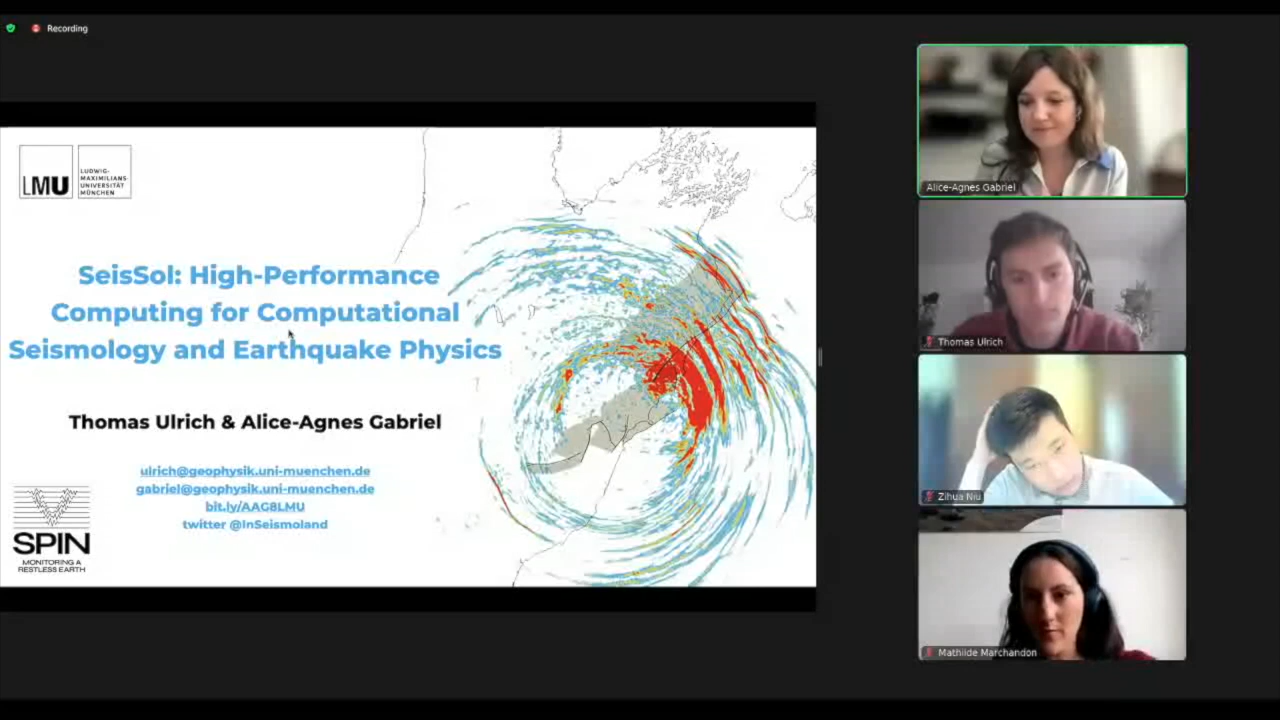 Recording
LMU
LUDWIG-
MAXIMILIANS-
UNIVERSITÄT
MÜNCHEN
SeisSol: High-Performance
Computing for Computational
Seismology and Earthquake Physics
Thomas Ulrich & Alice-Agnes Gabriel
ulrich@geophysik.uni-muenchen.de
gabriel@geophysik.uni-muenchen.de
bit.ly/AAG8LMU
twitter @InSeismoland
SPIN
MONITORING A
RESTLESS EARTH
Alice-Agnes Gabriel
Thomas Ulrich
Zihua Niu
Mathilde Marchandon